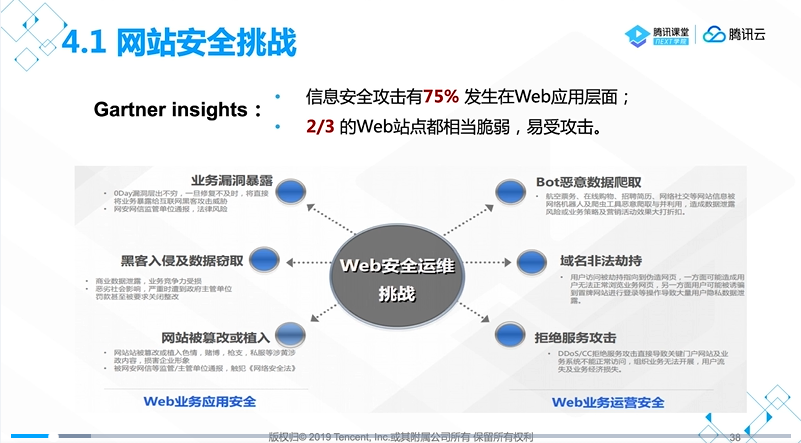 4.1 网站安全挑战
腾讯课堂
NEXT学院
腾讯云
Gartner insights：
• 信息安全攻击有75% 发生在Web应用层面；
• 2/3 的Web站点都相当脆弱，易受攻击。
业务漏洞暴露
• 0Day漏洞层出不穷，一旦修复不及时，将直接
将业务暴露给互联网黑客攻击威胁
• 网安网信监管单位通报，法律风险
黑客入侵及数据窃取
• 商业数据泄露，业务竞争力受损
• 恶劣社会影响，严重时遭到政府主管单位
罚款甚至被要求关闭整改
网站被篡改或植入
• 网站站被篡改或植入色情，赌博，枪支，私服等涉黄涉
政内容，损害企业形象
• 被网安网信等监管/主管单位通报，触犯《网络安全法》
Web业务应用安全
Web安全运维
挑战
Bot恶意数据爬取
• 航空票务、在线购物、招聘简历、网络社交等网站信息被
网络机器人及爬虫工具恶意爬取与并利用，造成数据泄露
风险或业务策略及营销活动效果大打折扣。
域名非法劫持
• 用户访问被劫持指向到伪造网页，一方面可能造成用
户无法正常浏览业务网页，另一方面用户可能被诱骗
到冒牌网站进行登录等操作导致大量用户隐私数据泄
露。
拒绝服务攻击
• DDoS/CC拒绝服务攻击直接导致关键门户网站及业
务系统不能正常访问，组织业务无法开展，用户流
失及业务经济损失。
Web业务运营安全
版权归© 2019 Tencent, Inc.或其附属公司所有 保留所有权利
38